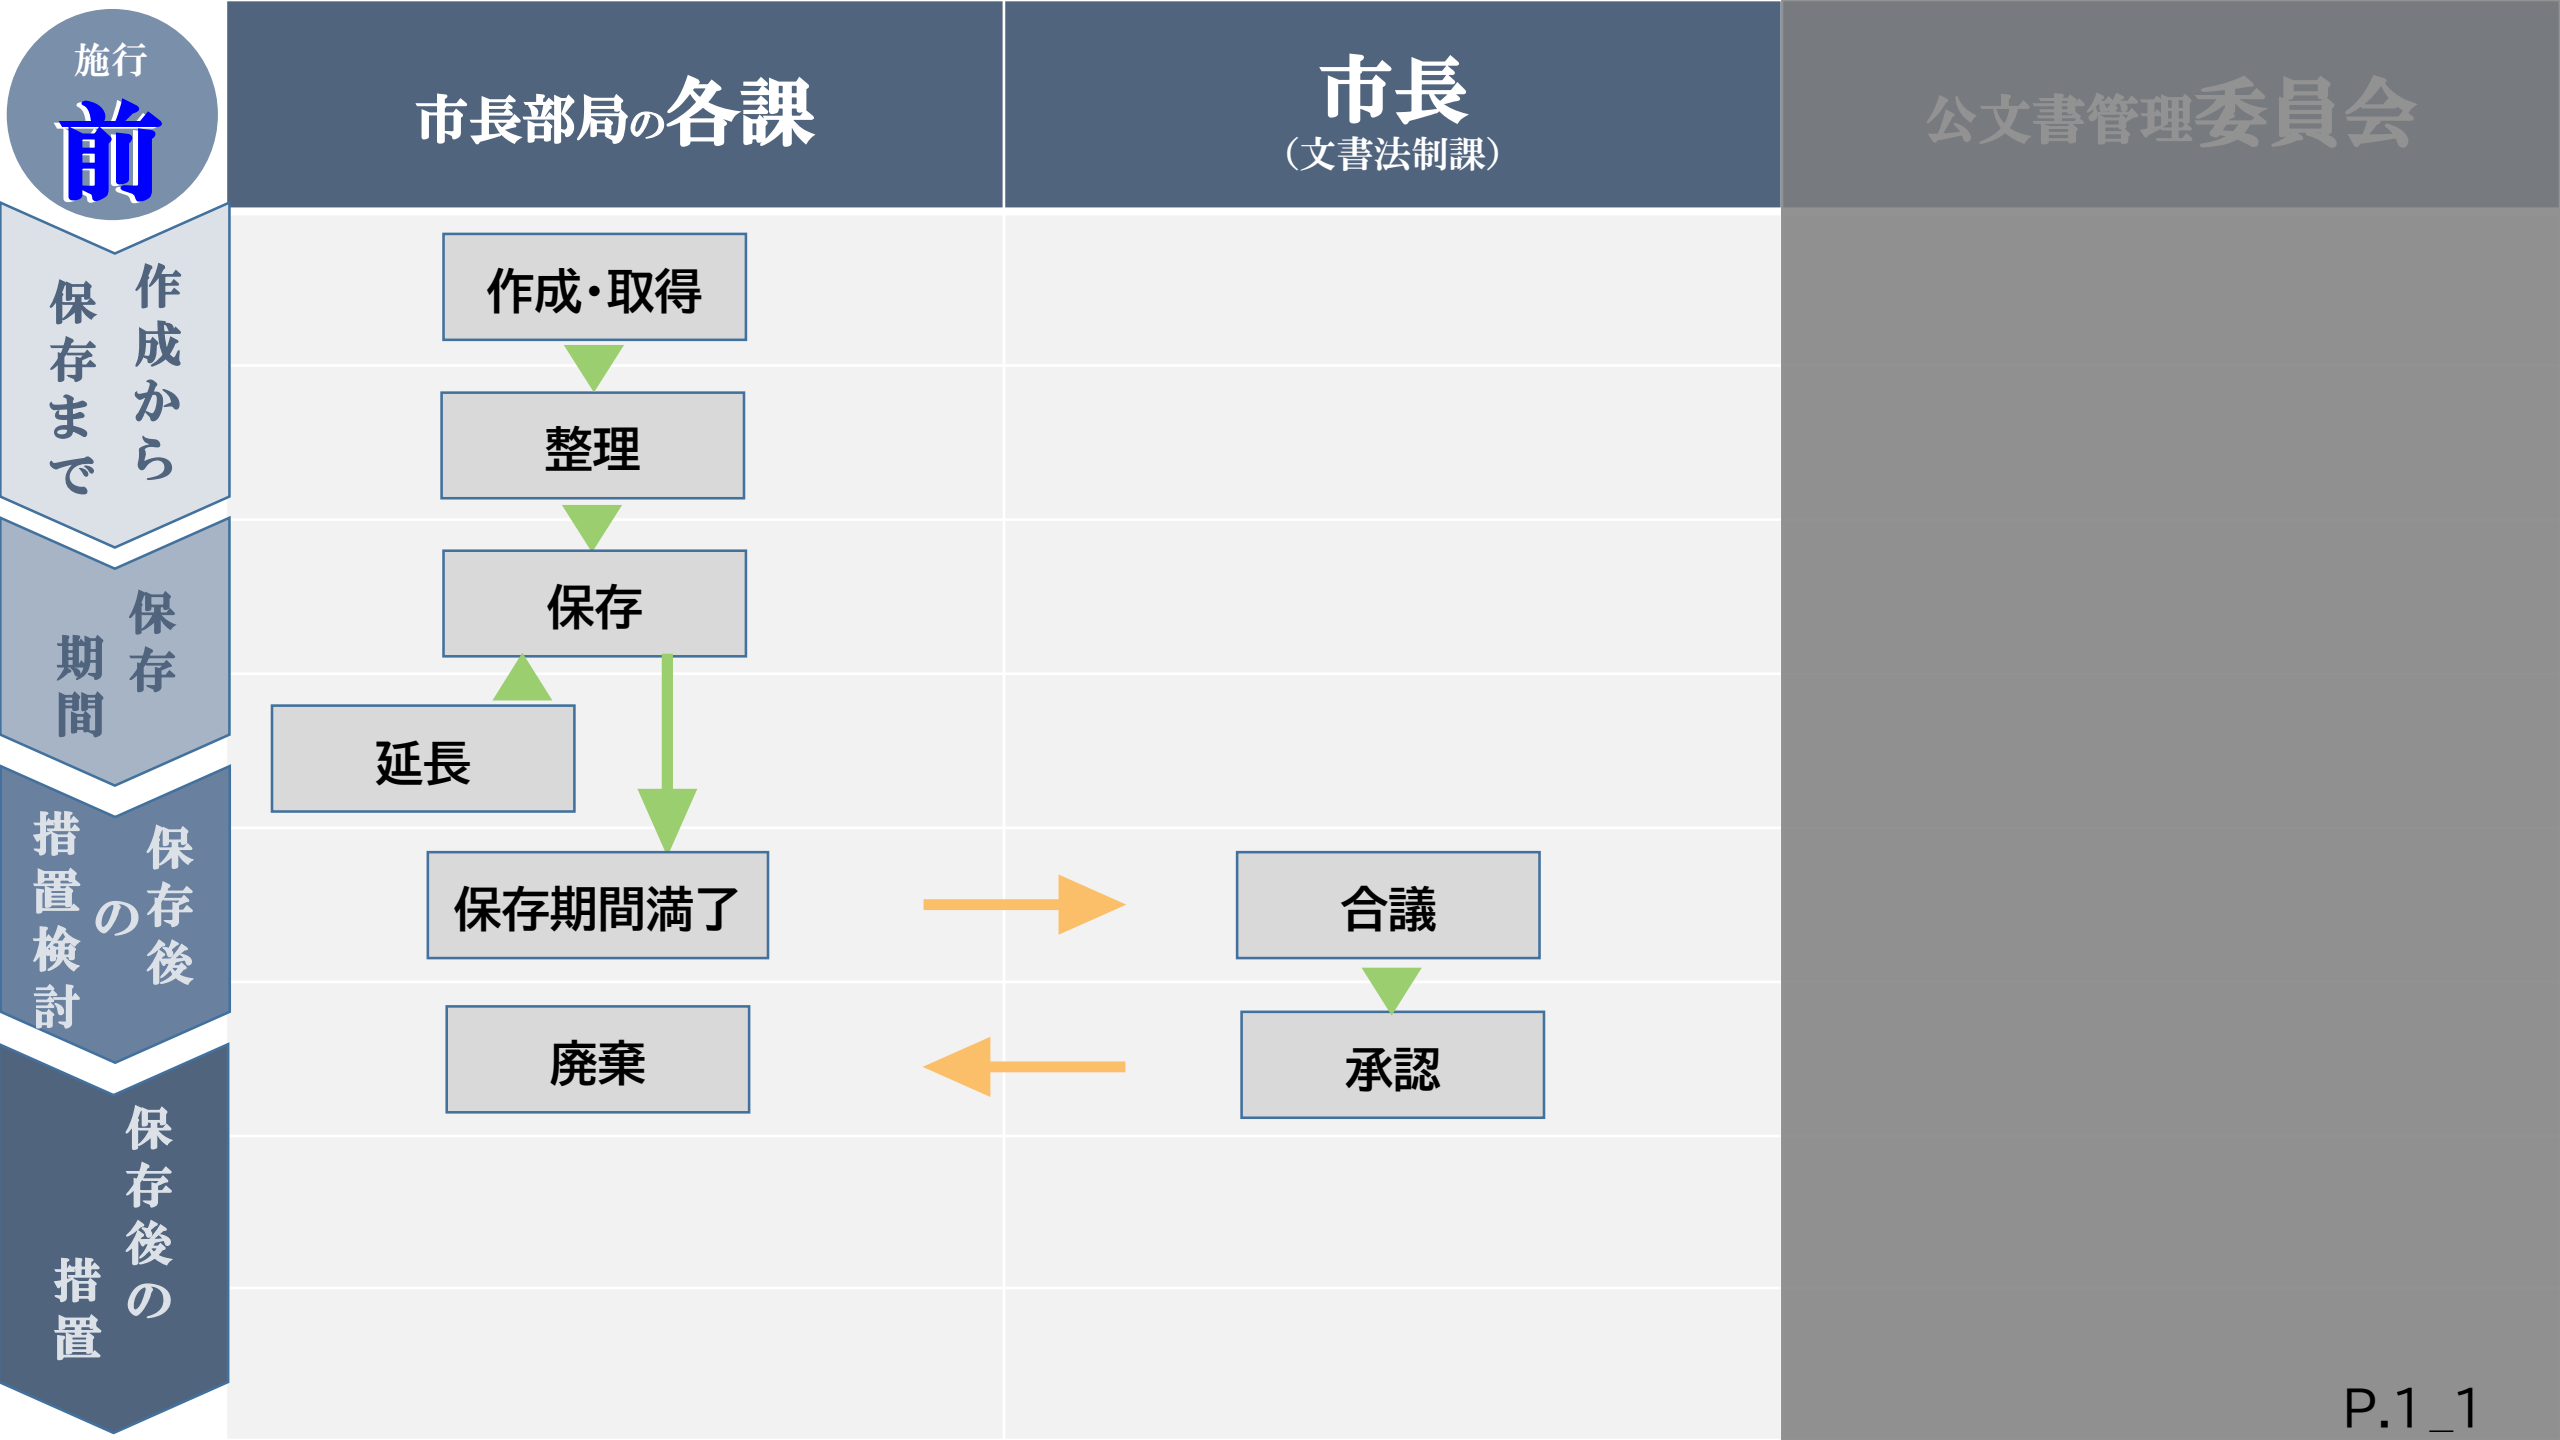 施行
前
市長部局の各課
市長
（文書法制課）
公文書管理委員会
作成から
保存まで
保存
期間
保存後
の
措置検討
保存後の
措置
作成・取得
整理
保存
延長
保存期間満了
合議
廃棄
承認
P.1_1